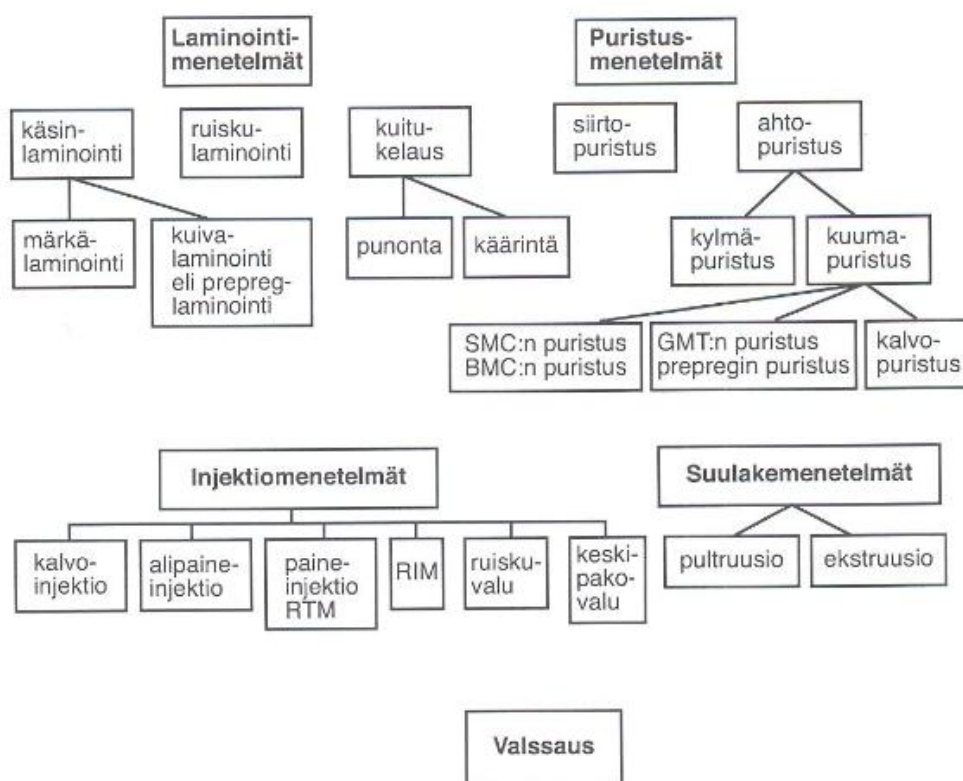 Laminointi-
menetelmät
Puristus-
menetelmät
käsin-
laminointi
ruisku-
laminointi
kuitu-
kelaus
siirto-
puristus
ahto-
puristus
märkä-
laminointi
kuiva-
laminointi
eli prepreg-
laminointi
punonta
käärintä
kylmä-
puristus
kuuma-
puristus
SMC:n puristus
BMC:n puristus
GMT:n puristus
prepregin puristus
kalvo-
puristus
Injektiomenetelmät
Suulakemenetelmät
kalvo-
injektio
alipaine-
injektio
paine-
injektio
RTM
RIM
ruisku-
valu
keski-
pako-
valu
pultruusio
ekstruusio
Valssaus